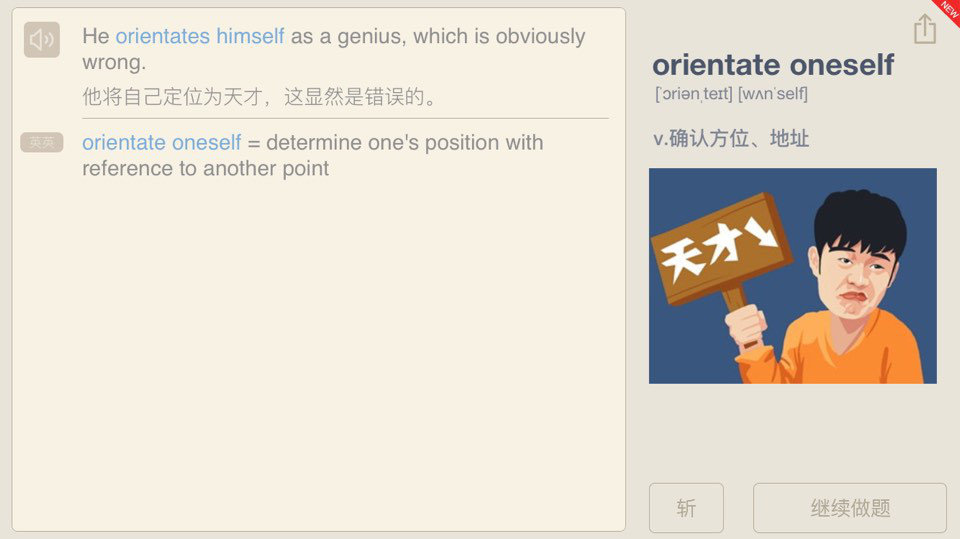 He orientates himself as a genius, which is obviously
wrong.
他将自己定位为天才，这显然是错误的。
英英
orientate oneself = determine one's position with
reference to another point
NEW
orientate oneself
[ˈɔriənˌteɪt] [wʌnˈself]
v.确认方位、地址
天才↘
斩
继续做题